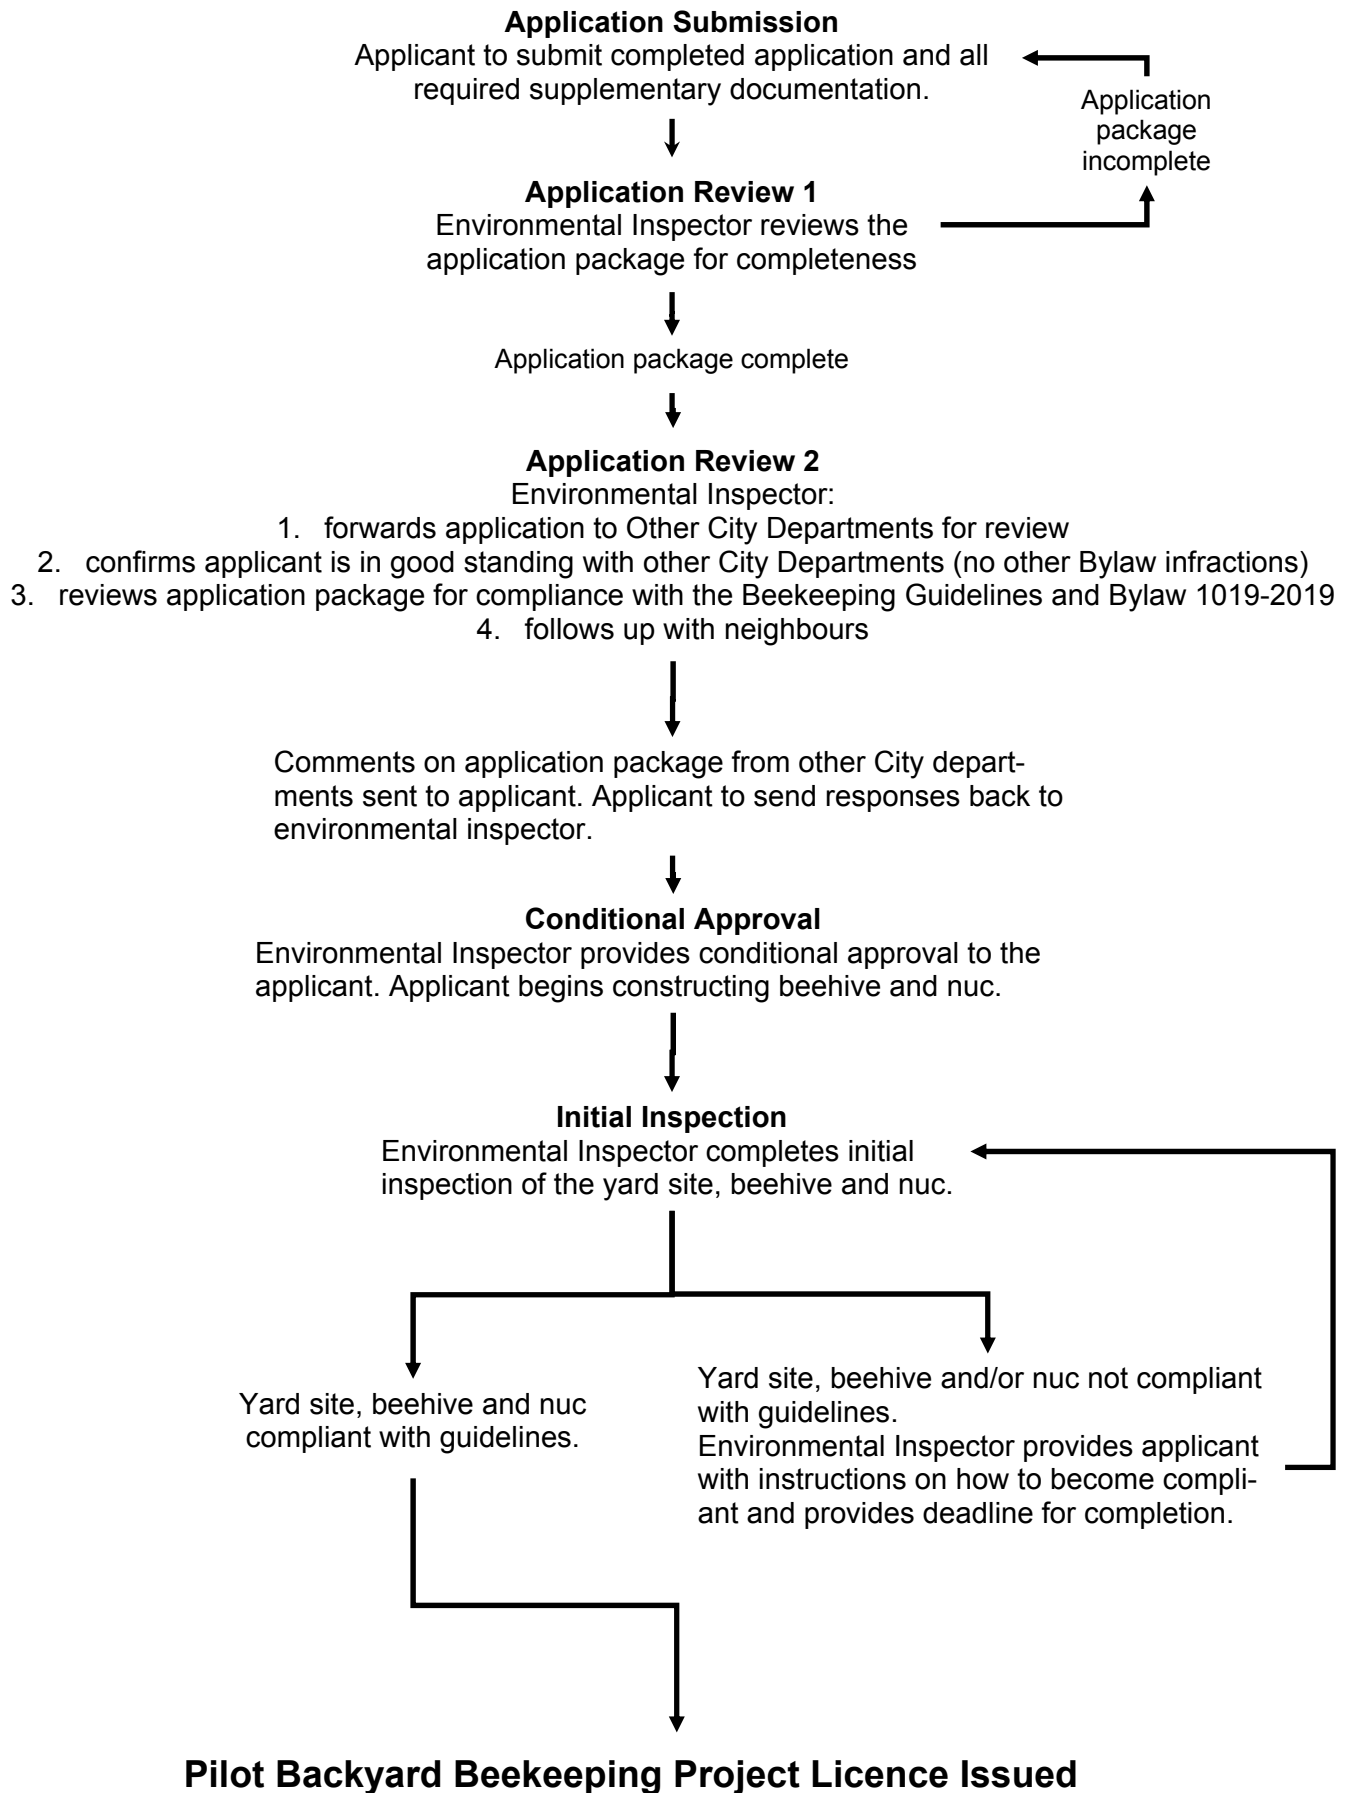 Application Submission
Applicant to submit completed application and all
required supplementary documentation.
Application
package
incomplete
Application Review 1
Environmental Inspector reviews the
application package for completeness
Application package complete
Application Review 2
Environmental Inspector:
1. forwards application to Other City Departments for review
2. confirms applicant is in good standing with other City Departments (no other Bylaw infractions)
3. reviews application package for compliance with the Beekeeping Guidelines and Bylaw 1019-2019
4. follows up with neighbours
Comments on application package from other City depart-
ments sent to applicant. Applicant to send responses back to
environmental inspector.
Conditional Approval
Environmental Inspector provides conditional approval to the
applicant. Applicant begins constructing beehive and nuc.
Initial Inspection
Environmental Inspector completes initial
inspection of the yard site, beehive and nuc.
Yard site, beehive and nuc
compliant with guidelines.
Yard site, beehive and/or nuc not compliant
with guidelines.
Environmental Inspector provides applicant
with instructions on how to become compli-
ant and provides deadline for completion.
Pilot Backyard Beekeeping Project Licence Issued